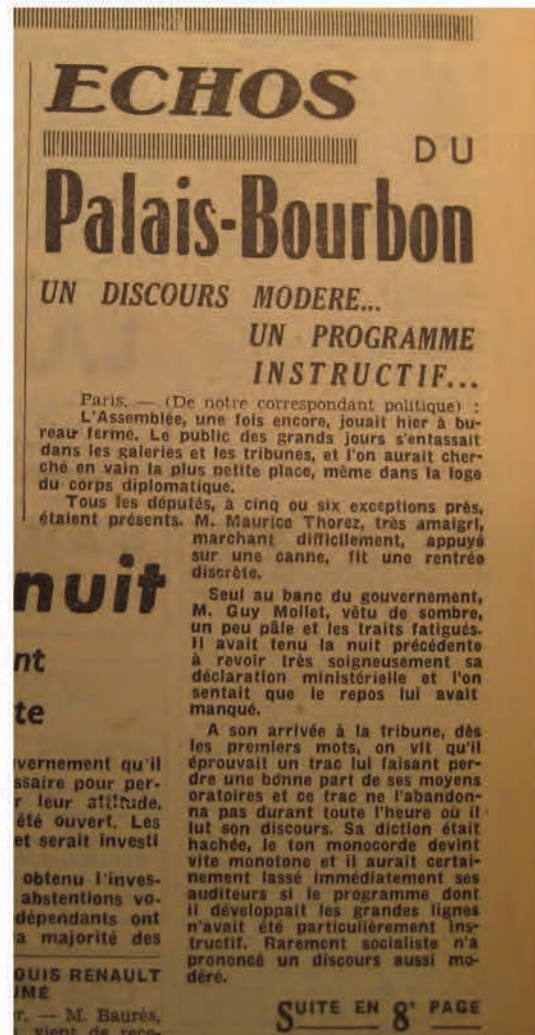 ECHOS
DU
Palais-Bourbon
UN DISCOURS MODERE...
UN PROGRAMME
INSTRUCTIF...
Paris. — (De notre correspondant politique) :
L'Assemblée, une fois encore, jouait hier à bu-
reau fermé. Le public des grands jours s'entassait
dans les galeries et les tribunes, et l'on aurait cher-
ché en vain la plus petite place, même dans la loge
du corps diplomatique.
Tous les députés, à cinq ou six exceptions près,
étaient présents. M. Maurice Thorez, très amaigri,
marchant difficilement, appuyé
sur une canne, fit une rentrée
discrète.
Seul au banc du gouvernement,
M. Guy Mollet, vêtu de sombre,
un peu pâle et les traits fatigués.
Il avait tenu la nuit précédente
à revoir très soigneusement sa
déclaration ministérielle et l'on
sentait que le repos lui avait
manqué.
A son arrivée à la tribune, dès
les premiers mots, on vit qu'il
éprouvait un trac lui faisant per-
dre une bonne part de ses moyens
oratoires et ce trac ne l'abandon-
na pas durant toute l'heure où il
lut son discours. Sa diction était
hachée, le ton monocorde devint
vite monotone et il aurait certai-
nement lassé immédiatement ses
auditeurs si le programme dont
il développait les grandes lignes
n'avait été particulièrement ins-
tructif. Rarement socialiste n'a
prononcé un discours aussi mo-
déré.
SUITE EN 8e PAGE
nuit
nt
te
vernement qu'il
ssaire pour per-
r leur attitude,
été ouvert. Les
et serait investi
obtenu l'inves-
abstentions vo-
dépendants ont
a majorité des
OUIS RENAULT
UME
r. — M. Baurès,
vient de rece-